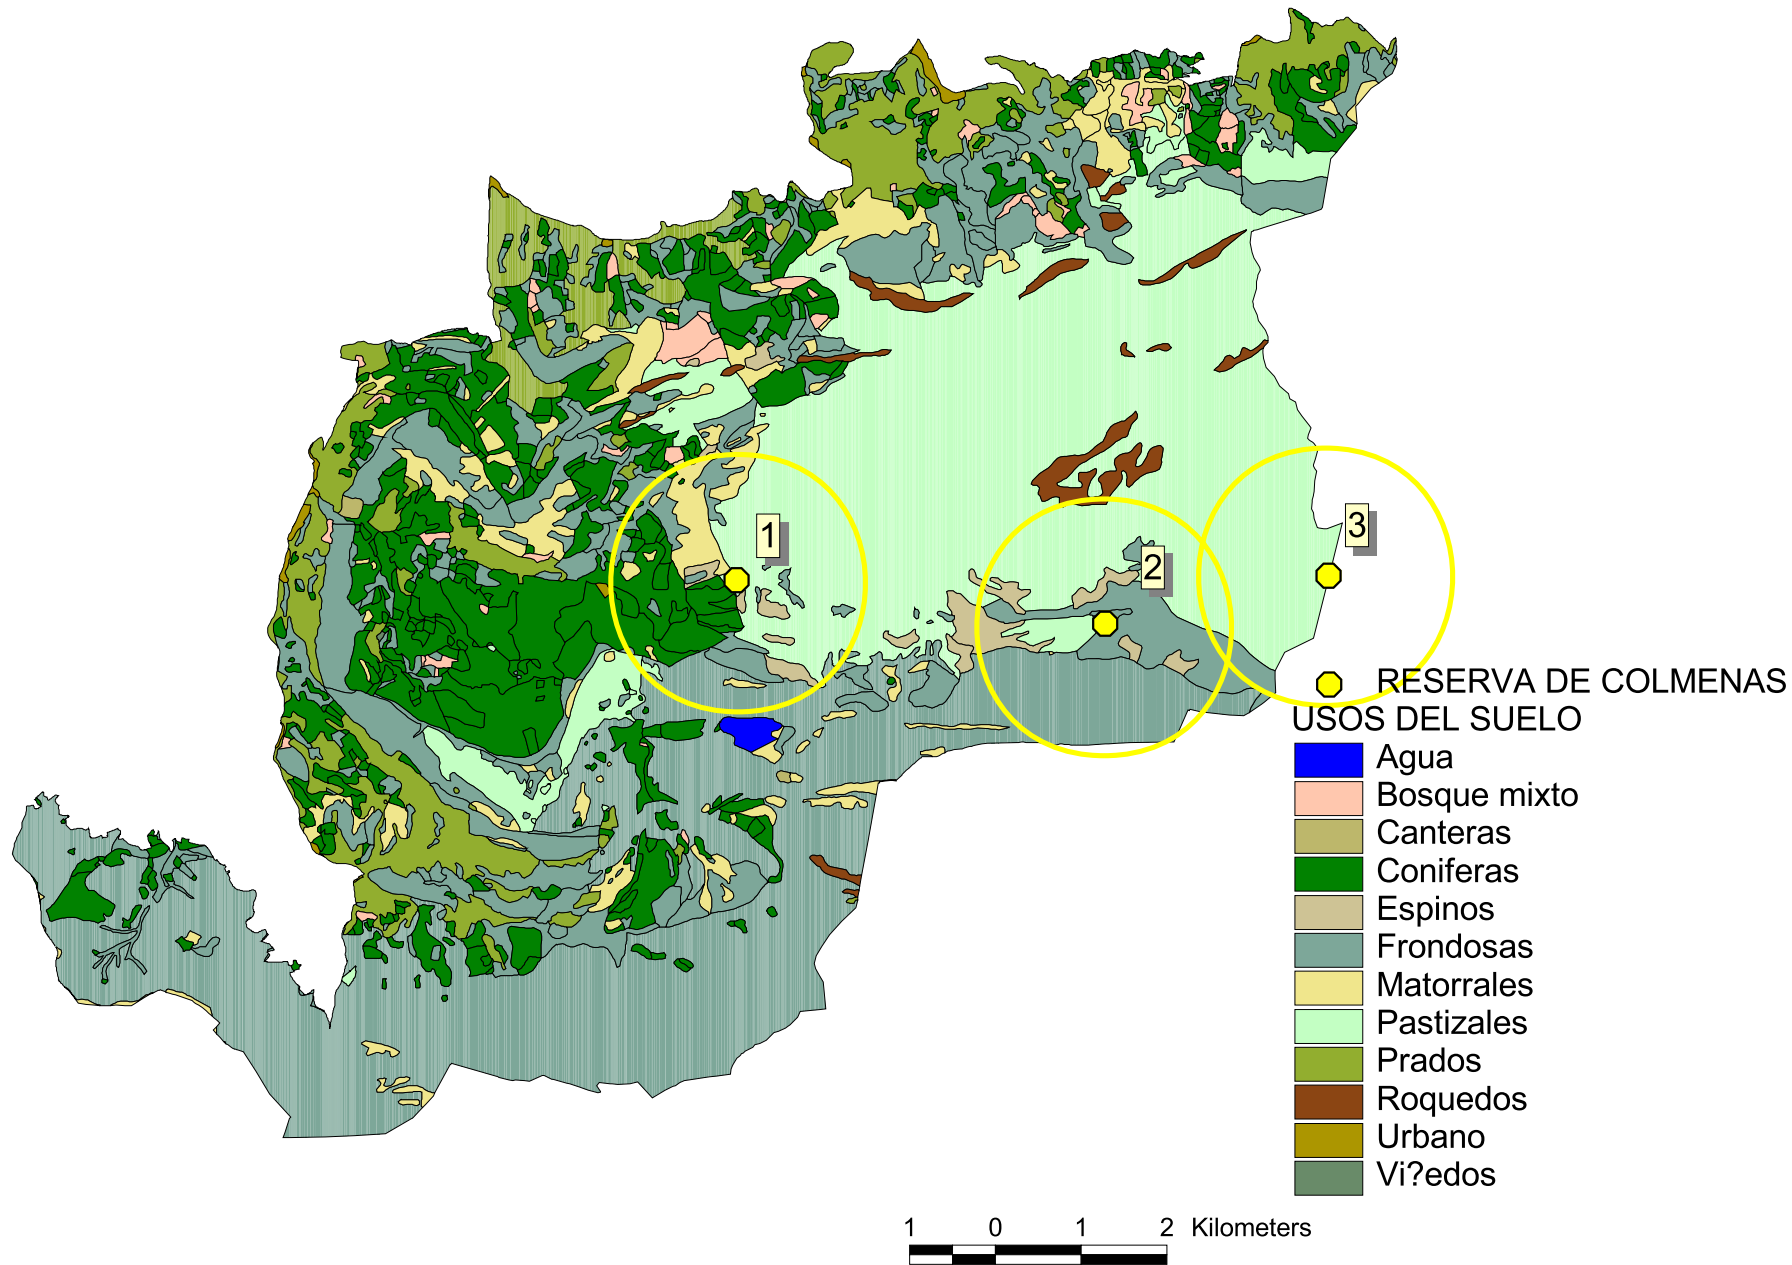 1
2
3
RESERVA DE COLMENAS
USOS DEL SUELO
Agua
Bosque mixto
Canteras
Coniferas
Espinos
Frondosas
Matorrales
Pastizales
Prados
Roquedos
Urbano
Vi?edos
1 0 1 2 Kilometers